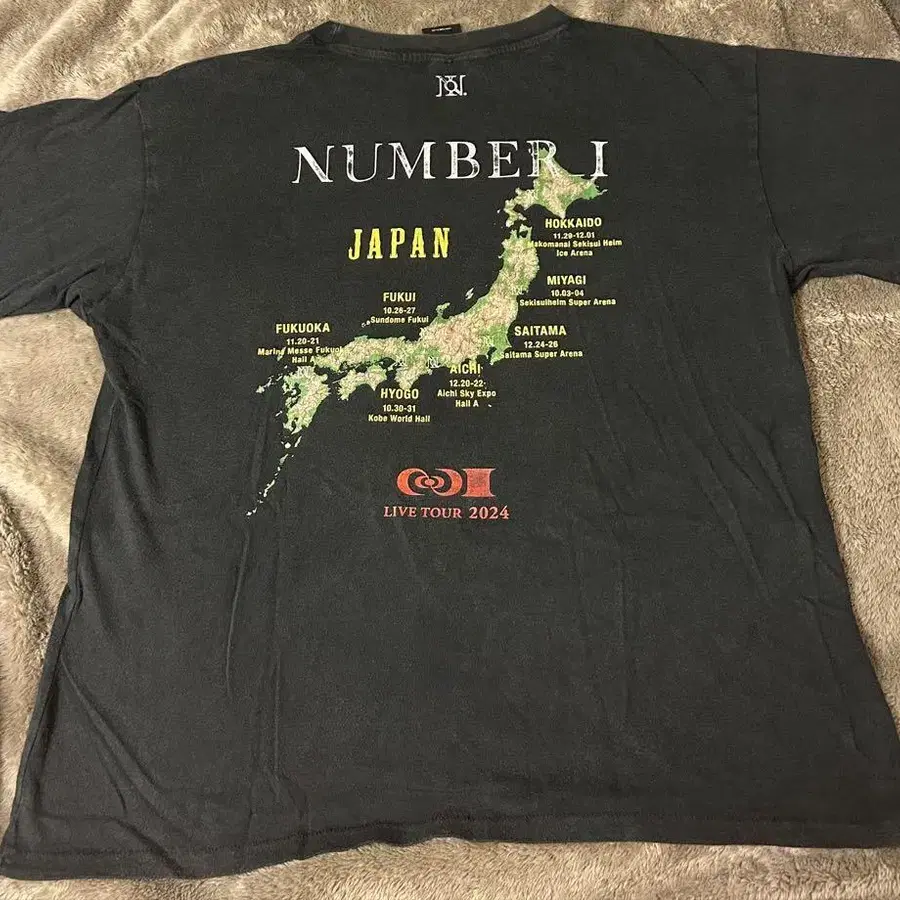 NUMBER_I
JAPAN
HOKKAIDO
11.29-12.01
Makomanai Sekisui Heim
Ice Arena
MIYAGI
10.03-04
Sekisuiheim Super Arena
FUKUI
10.26-27
Sundome Fukui
SAITAMA
12.24-26
Saitama Super Arena
FUKUOKA
11.20-21
Marine Messe Fukuoka
Hall A
AICHI
12.20-22
Aichi Sky Expo
Hall A
HYOGO
10.30-31
Kobe World Hall
LIVE TOUR 2024